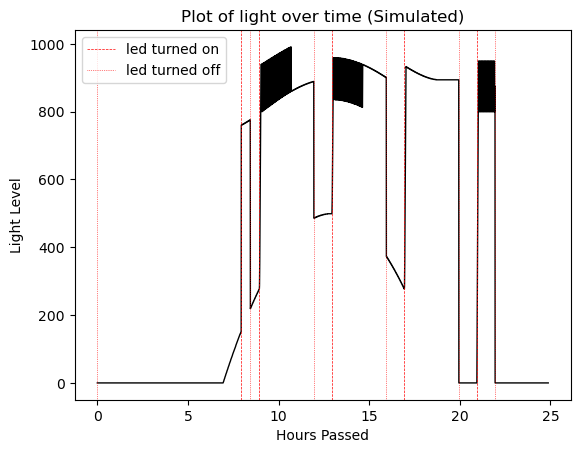 Plot of light over time (Simulated)
led turned on
led turned off
1000
800
600
400
200
0
Light Level
0 5 10 15 20 25
Hours Passed